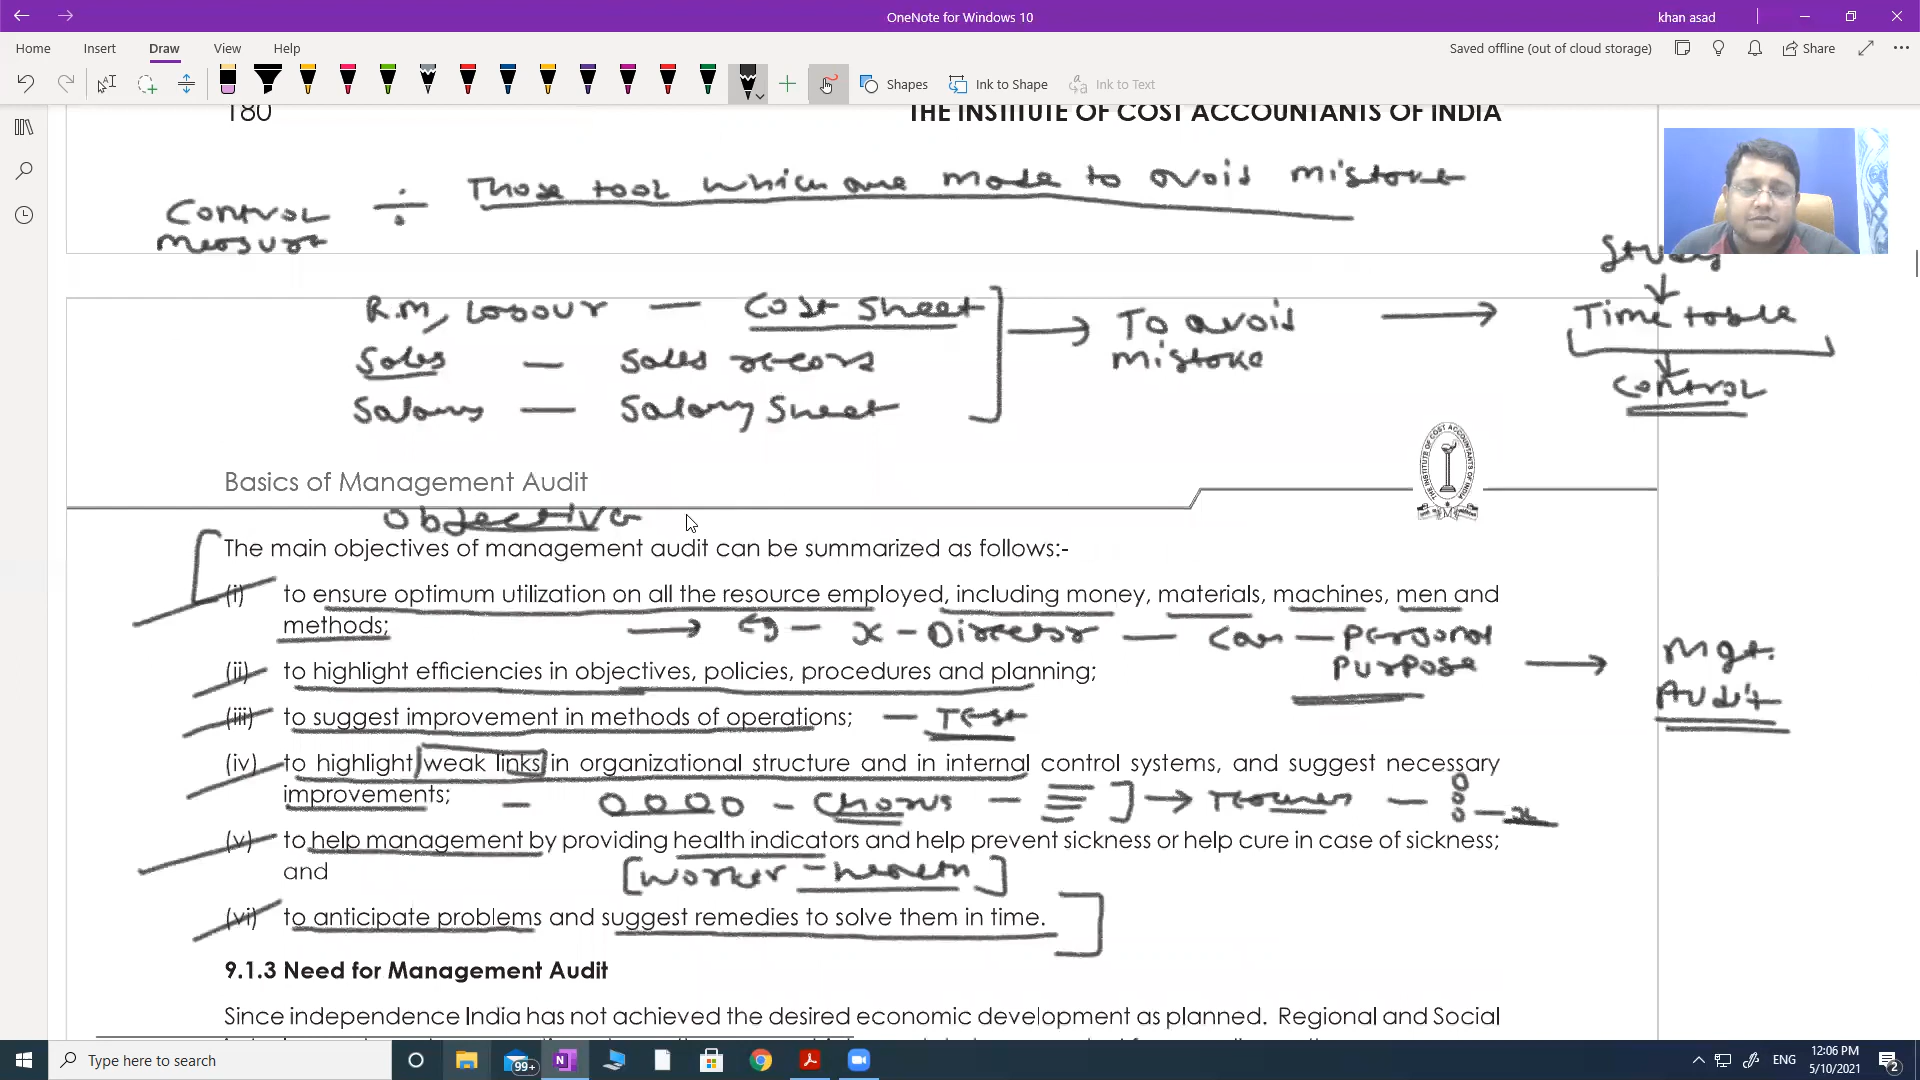 OneNote for Windows 10
khan asad
Home Insert Draw View Help
Saved offline (out of cloud storage)
Share
Shapes
Ink to Shape
Ink to Text
180
THE INSTITUTE OF COST ACCOUNTANTS OF INDIA
Those tool which are made to avoid mistake
Control
measure
Study
R.M, Labour — Cost Sheet
To avoid
mistake
Time table
Sales — Sales record
Control
Salary — Salary Sheet
Basics of Management Audit
Objective
The main objectives of management audit can be summarized as follows:-
(i) to ensure optimum utilization on all the resource employed, including money, materials, machines, men and
methods;
Eg — X - Director — Car — Personal
Purpose
Mgt.
Audit
(ii) to highlight efficiencies in objectives, policies, procedures and planning;
(iii) to suggest improvement in methods of operations; — Test
(iv) to highlight weak links in organizational structure and in internal control systems, and suggest necessary
improvements;
(v) to help management by providing health indicators and help prevent sickness or help cure in case of sickness;
and
[Worker - health]
(vi) to anticipate problems and suggest remedies to solve them in time.
9.1.3 Need for Management Audit
Since independence India has not achieved the desired economic development as planned. Regional and Social
Type here to search
99+
ENG
12:06 PM
5/10/2021
2